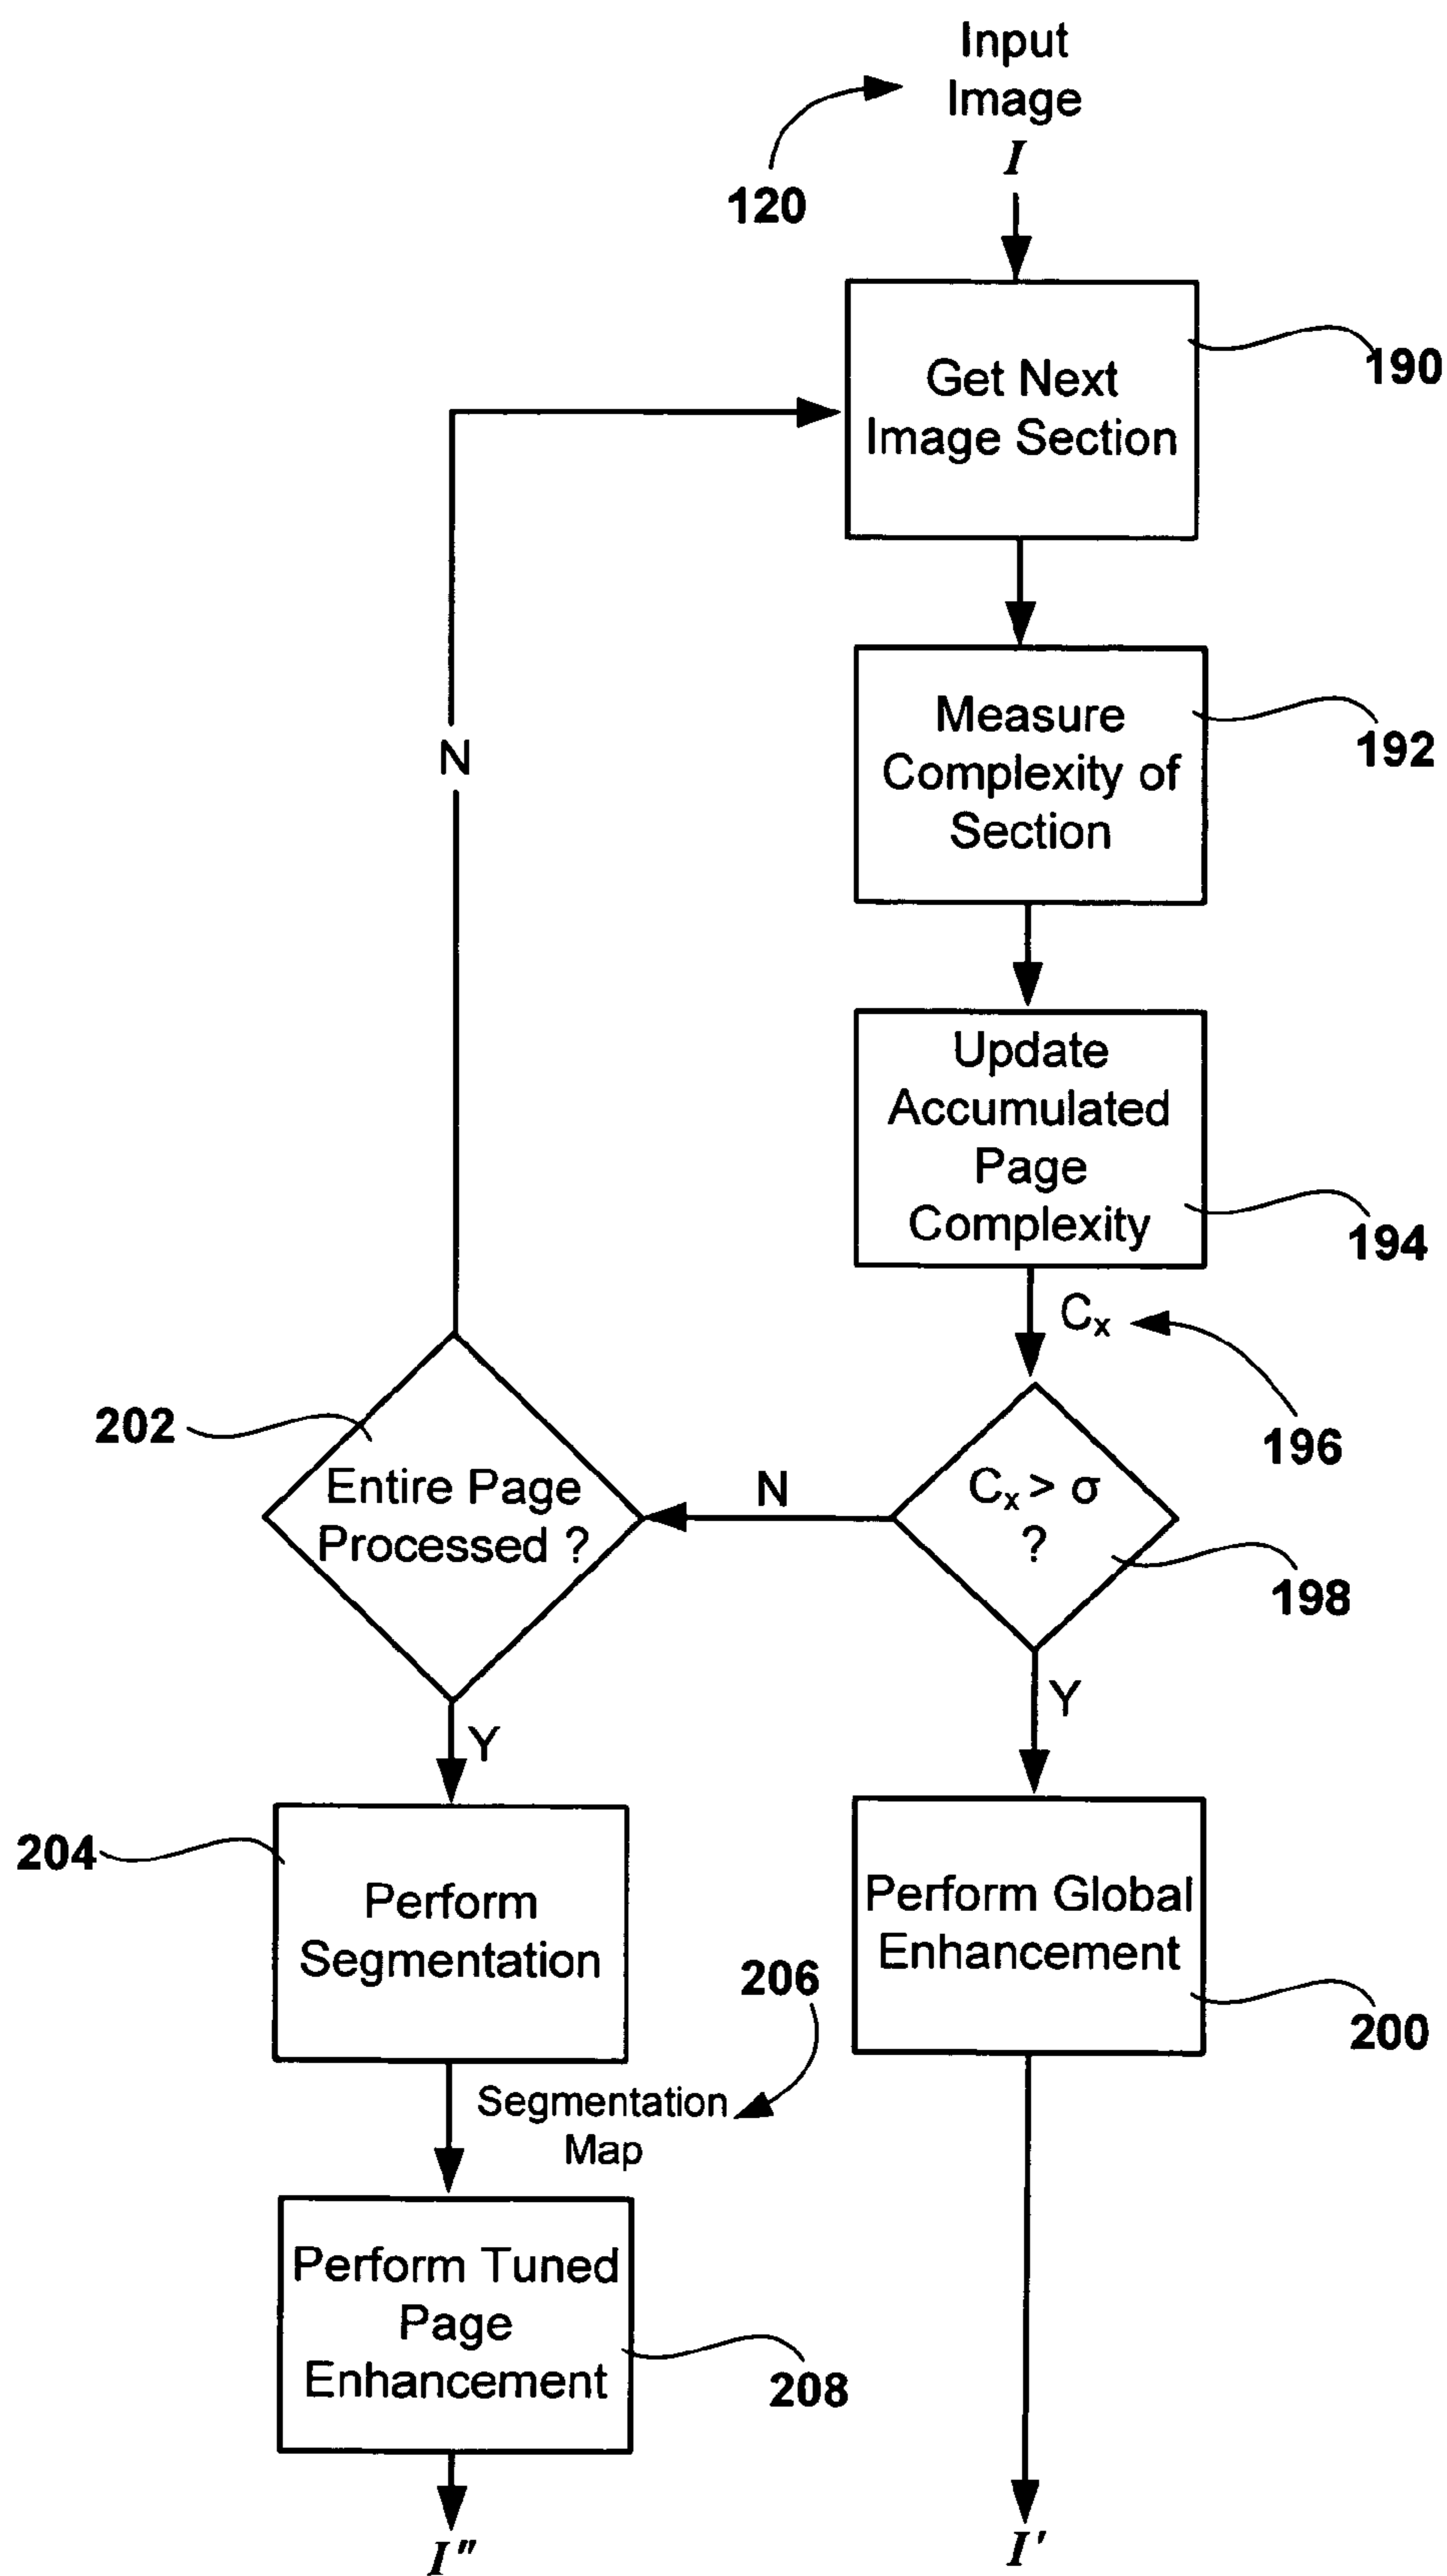 Input
Image
I
120
Get Next
Image Section
190
Measure
Complexity of
Section
192
N
Update
Accumulated
Page
Complexity
194
Cₓ
196
Cₓ > σ
?
198
N
202
Entire Page
Processed ?
Y
Y
204
Perform
Segmentation
Perform Global
Enhancement
200
206
Segmentation
Map
Perform Tuned
Page
Enhancement
208
I"
I'